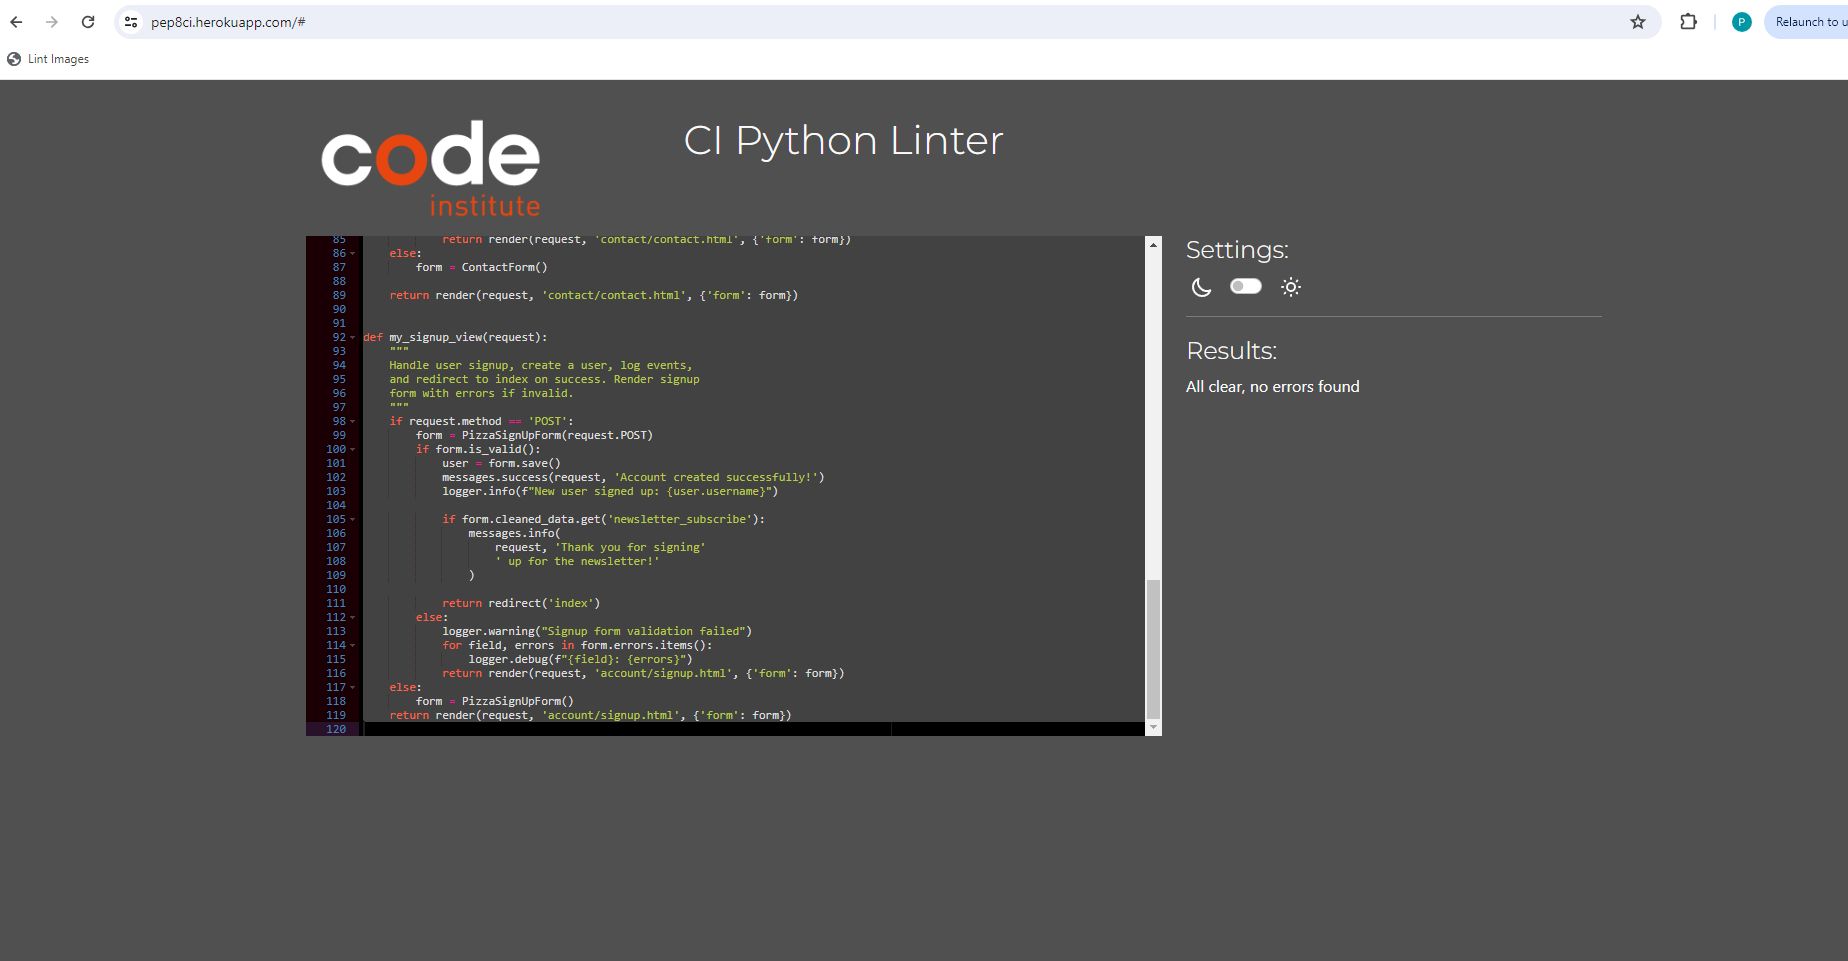 pep8ci.herokuapp.com/#
P
Relaunch to u
Lint Images
code
institute
CI Python Linter
85 return render(request, 'contact/contact.html', {'form': form})
86 else:
87 form = ContactForm()
88
89 return render(request, 'contact/contact.html', {'form': form})
90
91
92 def my_signup_view(request):
93 """
94 Handle user signup, create a user, log events,
95 and redirect to index on success. Render signup
96 form with errors if invalid.
97 """
98 if request.method == 'POST':
99 form = PizzaSignUpForm(request.POST)
100 if form.is_valid():
101 user = form.save()
102 messages.success(request, 'Account created successfully!')
103 logger.info(f"New user signed up: {user.username}")
104
105 if form.cleaned_data.get('newsletter_subscribe'):
106 messages.info(
107 request, 'Thank you for signing'
108 ' up for the newsletter!'
109 )
110
111 return redirect('index')
112 else:
113 logger.warning("Signup form validation failed")
114 for field, errors in form.errors.items():
115 logger.debug(f"{field}: {errors}")
116 return render(request, 'account/signup.html', {'form': form})
117 else:
118 form = PizzaSignUpForm()
119 return render(request, 'account/signup.html', {'form': form})
120
Settings:
Results:
All clear, no errors found